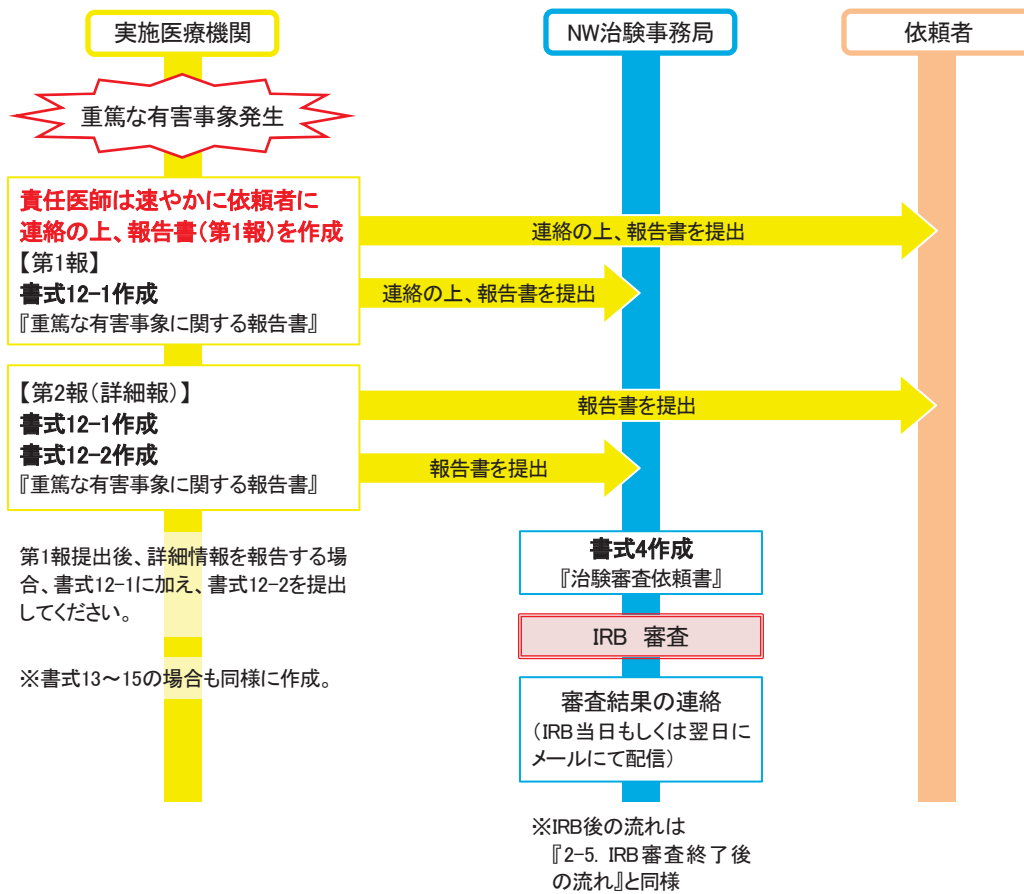 実施医療機関
NW治験事務局
依頼者
重篤な有害事象発生
責任医師は速やかに依頼者に
連絡の上、報告書(第1報)を作成
【第1報】
書式12-1作成
『重篤な有害事象に関する報告書』
連絡の上、報告書を提出
連絡の上、報告書を提出
【第2報(詳細報)】
書式12-1作成
書式12-2作成
『重篤な有害事象に関する報告書』
報告書を提出
報告書を提出
第1報提出後、詳細情報を報告する場
合、書式12-1に加え、書式12-2を提出
してください。
※書式13～15の場合も同様に作成。
書式4作成
『治験審査依頼書』
IRB 審査
審査結果の連絡
(IRB当日もしくは翌日に
メールにて配信)
※IRB後の流れは
『2-5. IRB審査終了後
の流れ』と同様